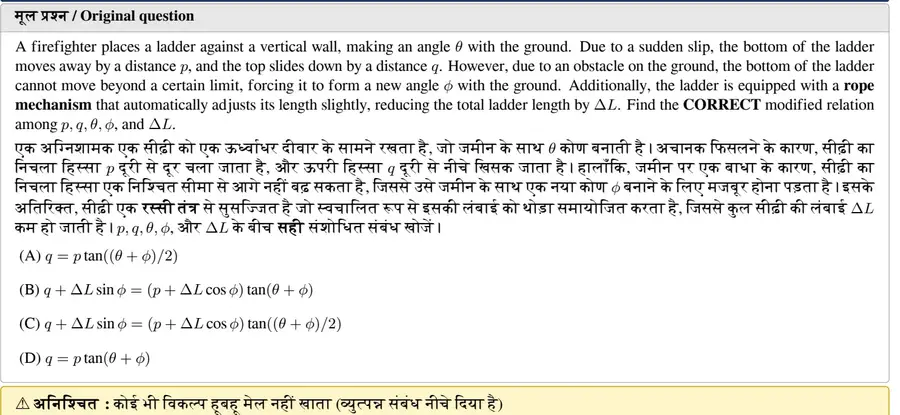 मूल प्रश्न / Original question
A firefighter places a ladder against a vertical wall, making an angle θ with the ground. Due to a sudden slip, the bottom of the ladder
moves away by a distance p, and the top slides down by a distance q. However, due to an obstacle on the ground, the bottom of the ladder
cannot move beyond a certain limit, forcing it to form a new angle ϕ with the ground. Additionally, the ladder is equipped with a rope
mechanism that automatically adjusts its length slightly, reducing the total ladder length by ΔL. Find the CORRECT modified relation
among p, q, θ, ϕ, and ΔL.
एक अग्निशामक एक सीढ़ी को एक ऊर्ध्वाधर दीवार के सामने रखता है, जो जमीन के साथ θ कोण बनाती है। अचानक फिसलने के कारण, सीढ़ी का
निचला हिस्सा p दूरी से दूर चला जाता है, और ऊपरी हिस्सा q दूरी से नीचे खिसक जाता है। हालाँकि, जमीन पर एक बाधा के कारण, सीढ़ी का
निचला हिस्सा एक निश्चित सीमा से आगे नहीं बढ़ सकता है, जिससे उसे जमीन के साथ एक नया कोण ϕ बनाने के लिए मजबूर होना पड़ता है। इसके
अतिरिक्त, सीढ़ी एक रस्सी तंत्र से सुसज्जित है जो स्वचालित रूप से इसकी लंबाई को थोड़ा समायोजित करता है, जिससे कुल सीढ़ी की लंबाई ΔL
कम हो जाती है। p, q, θ, ϕ, और ΔL के बीच सही संशोधित संबंध खोजें।
(A) q = p tan((θ + ϕ)/2)
(B) q + ΔL sin ϕ = (p + ΔL cos ϕ) tan(θ + ϕ)
(C) q + ΔL sin ϕ = (p + ΔL cos ϕ) tan((θ + ϕ)/2)
(D) q = p tan(θ + ϕ)
⚠ अनिश्चित : कोई भी विकल्प हूबहू मेल नहीं खाता (व्युत्पन्न संबंध नीचे दिया है)